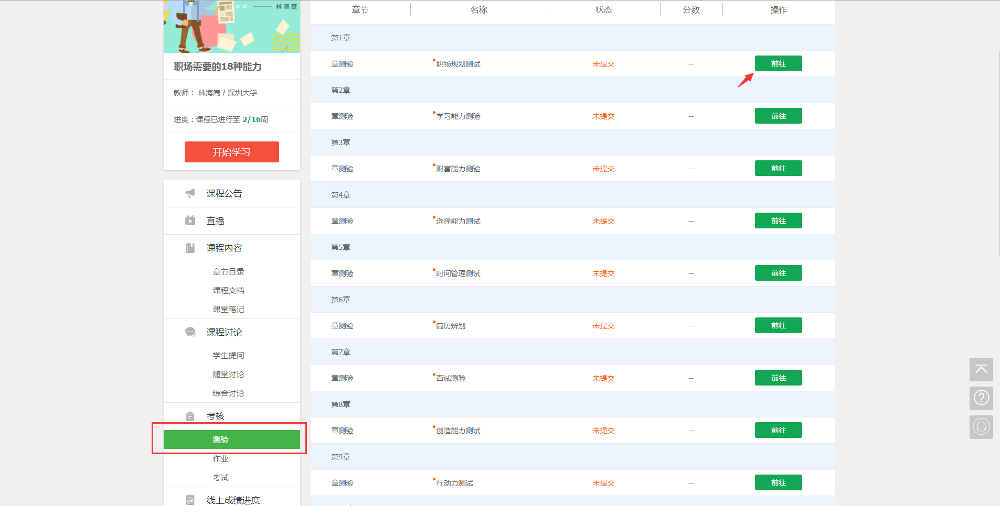 林海鹰
职场需要的18种能力
教师： 林海鹰 / 深圳大学
进度：课程已进行至 2/16周
开始学习
课程公告
直播
课程内容
章节目录
课程文档
课堂笔记
课程讨论
学生提问
随堂讨论
综合讨论
考核
测验
作业
考试
线上成绩进度
章节 名称 状态 分数 操作
第1章
章测验 职场规划测试 未提交 -- 前往
第2章
章测验 学习能力测验 未提交 -- 前往
第3章
章测验 财富能力测验 未提交 -- 前往
第4章
章测验 选择能力测试 未提交 -- 前往
第5章
章测验 时间管理测试 未提交 -- 前往
第6章
章测验 简历辨别 未提交 -- 前往
第7章
章测验 面试测验 未提交 -- 前往
第8章
章测验 创造能力测试 未提交 -- 前往
第9章
章测验 行动力测试 未提交 -- 前往